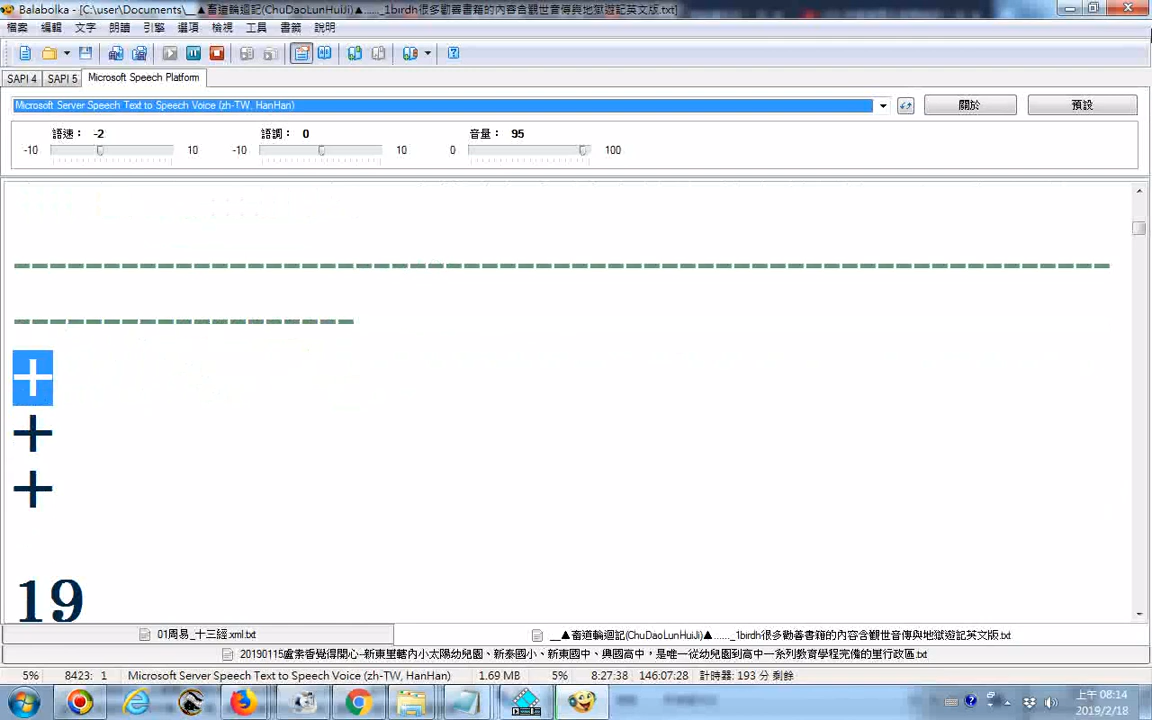 Balabolka - [C:\user\Documents\__▲畜道輪迴記(ChuDaoLunHuiJi)▲......_1birdh很多勸善書籍的內容含觀世音傳與地獄遊記英文版.txt]
檔案 編輯 文字 朗讀 引擎 選項 檢視 工具 書籤 說明
SAPI 4 SAPI 5 Microsoft Speech Platform
Microsoft Server Speech Text to Speech Voice (zh-TW, HanHan) 關於 預設
語速： -2 語調： 0 音量： 95
-10 10 -10 10 0 100
+
+
+
19
01周易_十三經.xml.txt __▲畜道輪迴記(ChuDaoLunHuiJi)▲......_1birdh很多勸善書籍的內容含觀世音傳與地獄遊記英文版.txt
20190115盧素香覺得開心--新東里轄內小太陽幼兒園、新泰國小、新東國中、興國高中，是唯一從幼兒園到高中一系列教育學程完備的里行政區.txt
5% 8423: 1 Microsoft Server Speech Text to Speech Voice (zh-TW, HanHan) 1.69 MB 5% 8:27:38 146:07:28 計時器: 193 分 剩餘
上午 08:14
2019/2/18